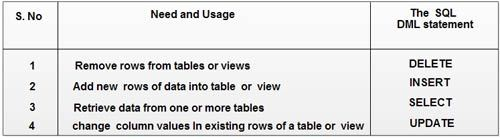 S. No Need and Usage The SQL DML statement
1 Remove rows from tables or views DELETE
2 Add new rows of data into table or view INSERT
3 Retrieve data from one or more tables SELECT
4 change column values In existing rows of a table or view UPDATE